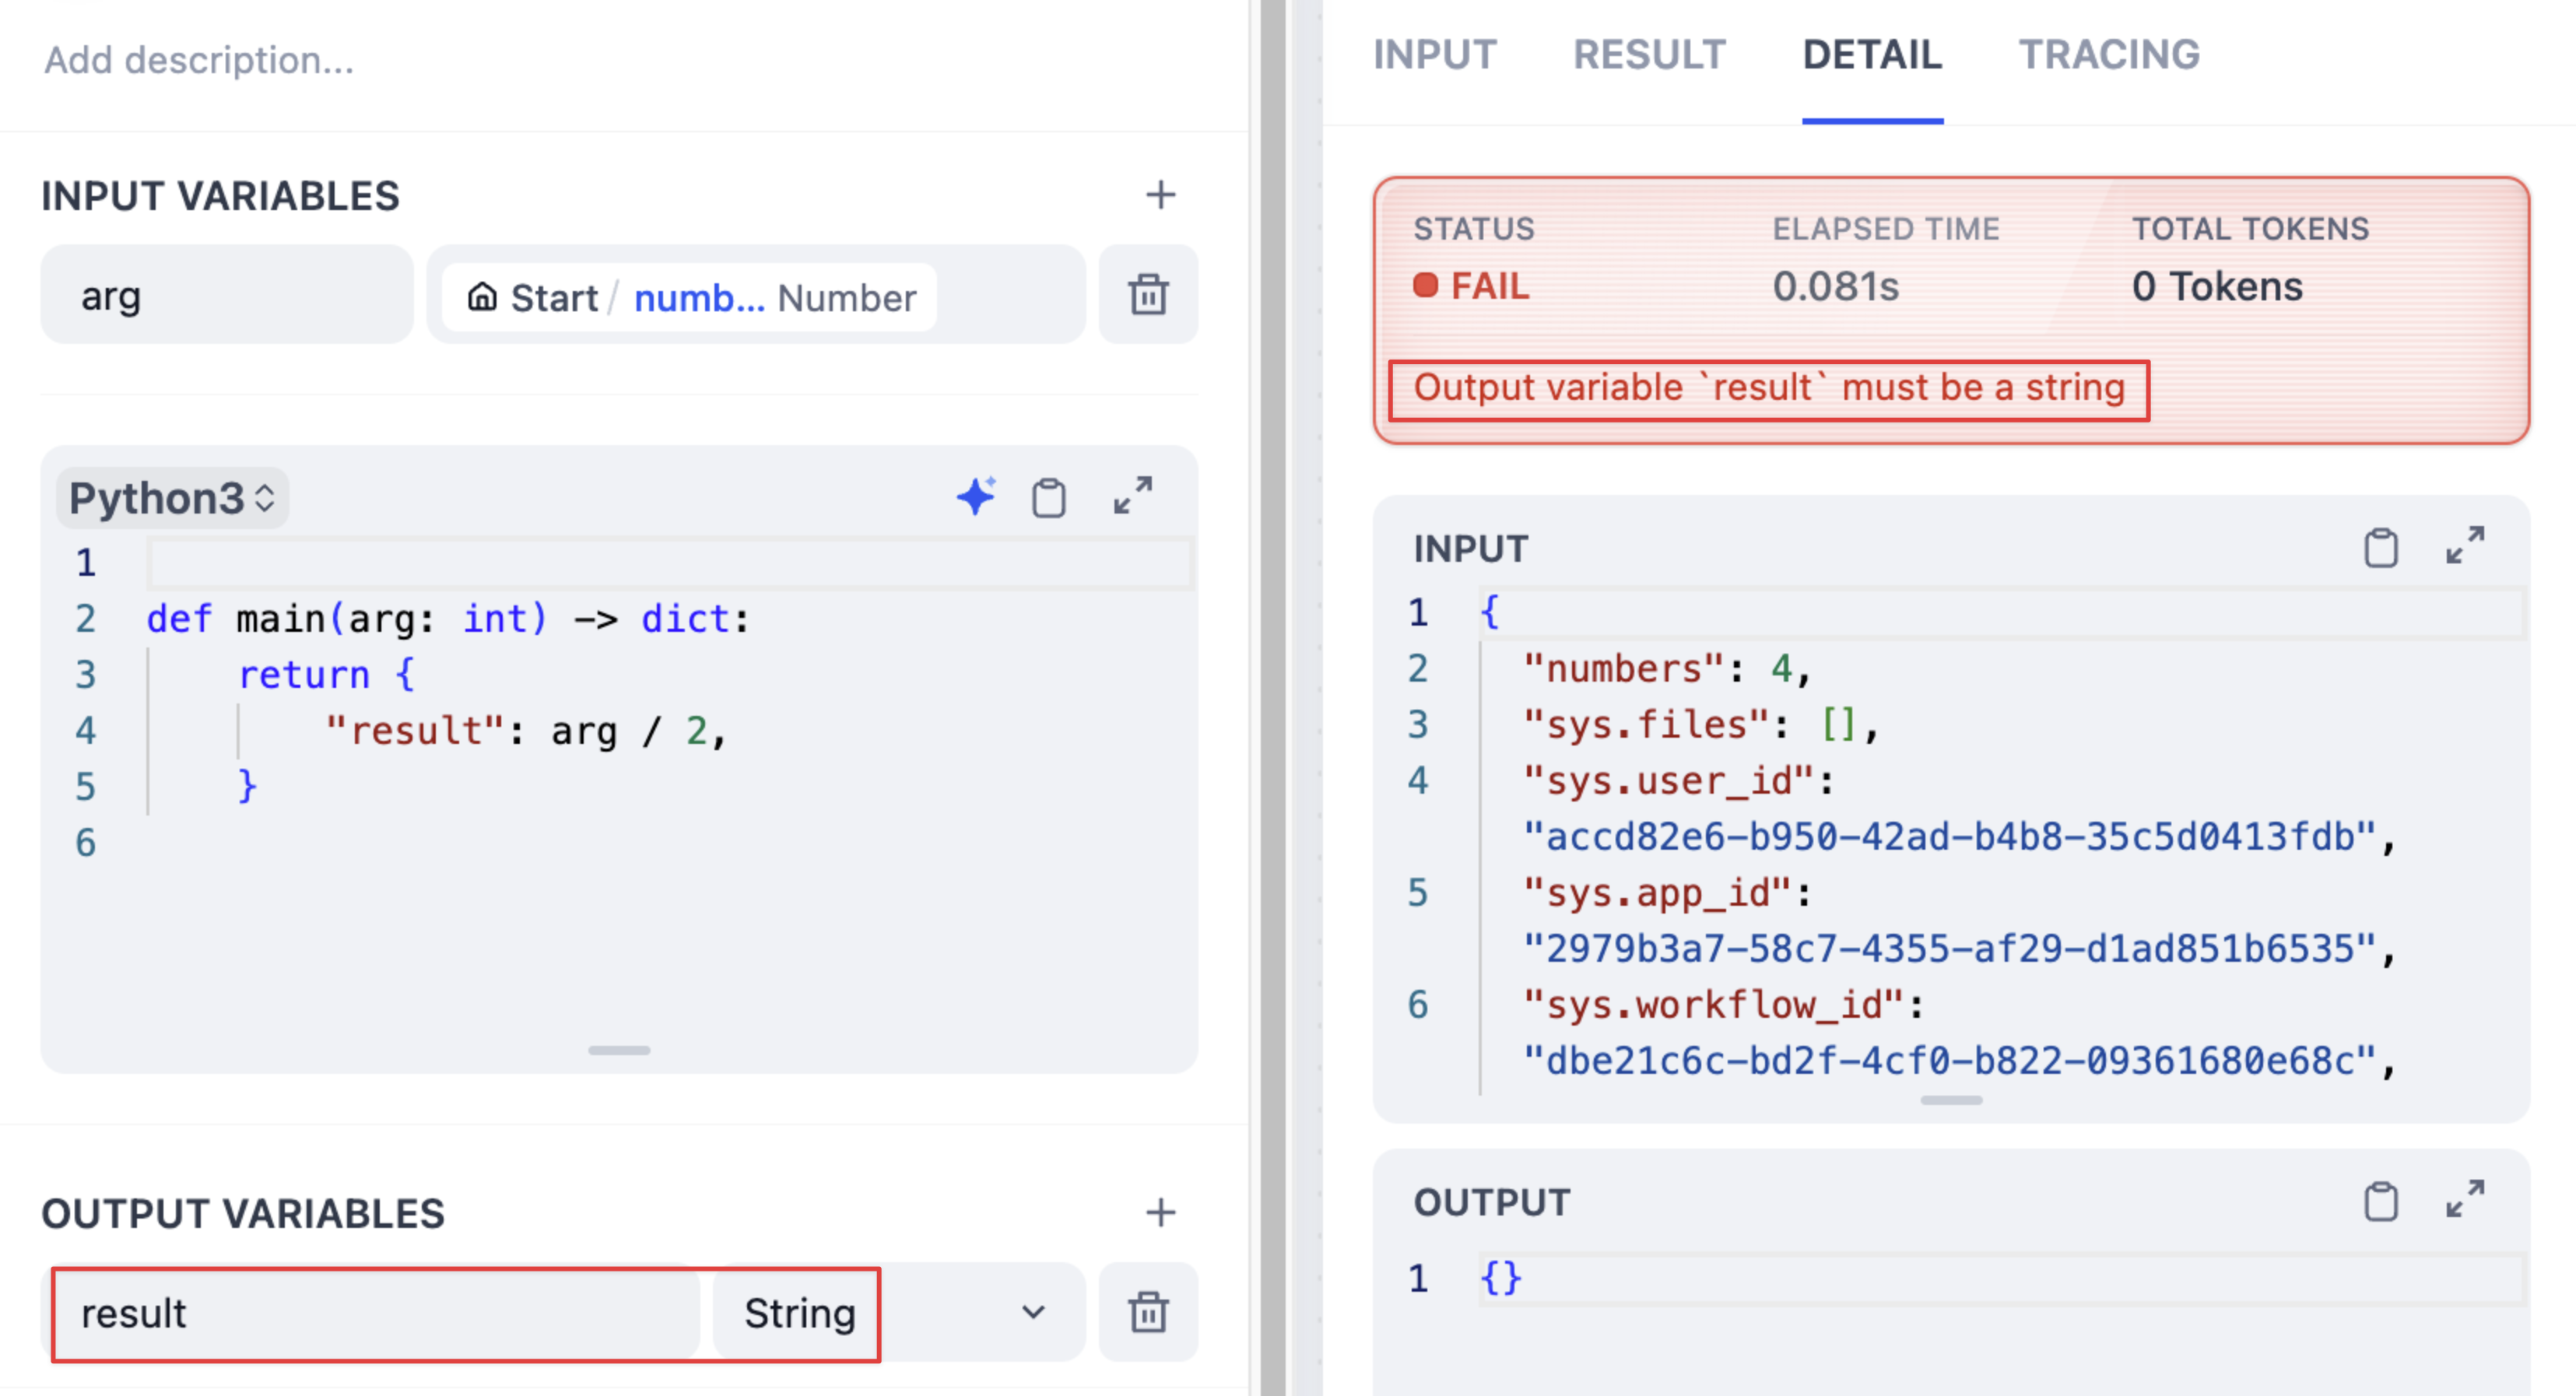 Add description...
INPUT VARIABLES
arg
Start / numb... Number
Python3
1
2 def main(arg: int) -> dict:
3 return {
4 "result": arg / 2,
5 }
6
OUTPUT VARIABLES
result String
INPUT RESULT DETAIL TRACING
STATUS ELAPSED TIME TOTAL TOKENS
FAIL 0.081s 0 Tokens
Output variable `result` must be a string
INPUT
1 {
2 "numbers": 4,
3 "sys.files": [],
4 "sys.user_id":
"accd82e6-b950-42ad-b4b8-35c5d0413fdb",
5 "sys.app_id":
"2979b3a7-58c7-4355-af29-d1ad851b6535",
6 "sys.workflow_id":
"dbe21c6c-bd2f-4cf0-b822-09361680e68c",
OUTPUT
1 {}